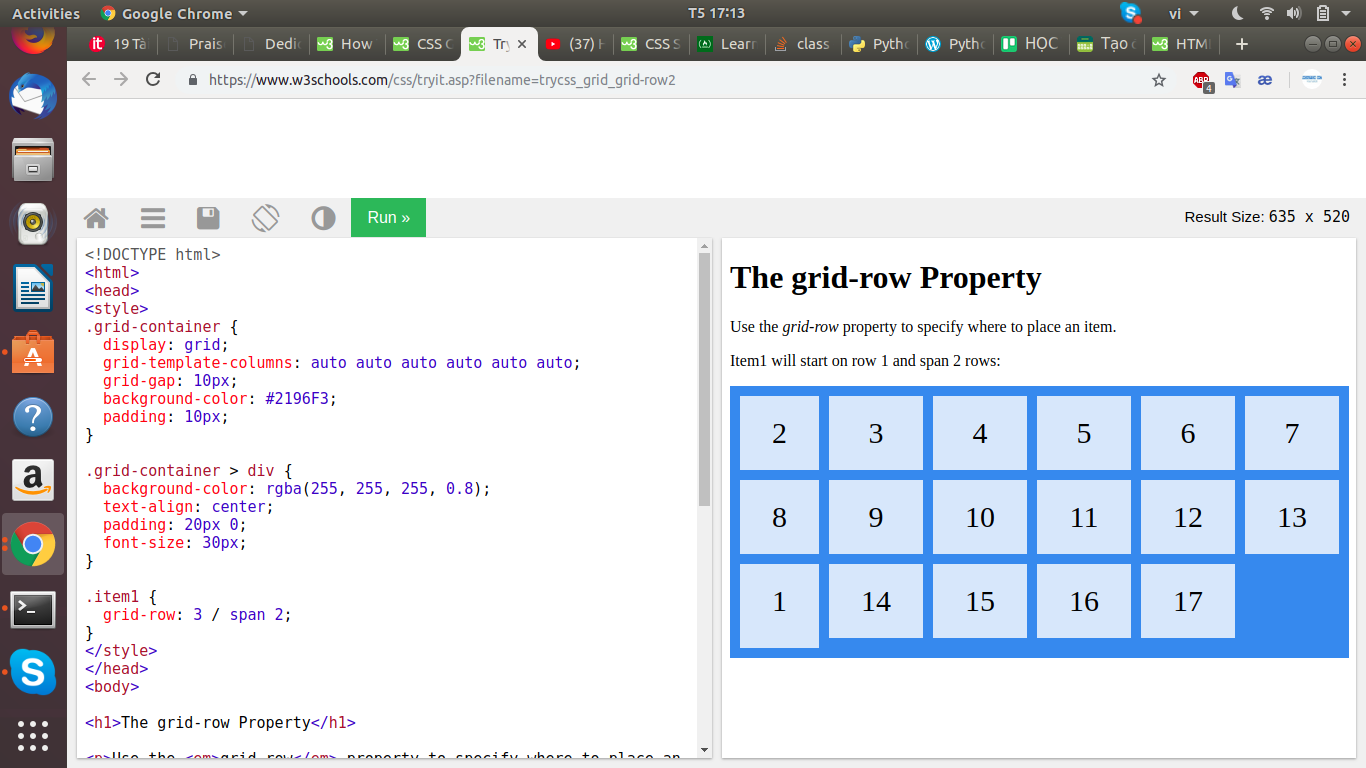 Activities Google Chrome T5 17:13 vi
19 Tà Prais Dedic How CSS C Try (37) H CSS S Learn class Pytho Pytho HỌC Tạo HTML
https://www.w3schools.com/css/tryit.asp?filename=trycss_grid_grid-row2 ABP 4 æ
Run » Result Size: 635 x 520
<!DOCTYPE html>
<html>
<head>
<style>
.grid-container {
  display: grid;
  grid-template-columns: auto auto auto auto auto auto;
  grid-gap: 10px;
  background-color: #2196F3;
  padding: 10px;
}
.grid-container > div {
  background-color: rgba(255, 255, 255, 0.8);
  text-align: center;
  padding: 20px 0;
  font-size: 30px;
}
.item1 {
  grid-row: 3 / span 2;
}
</style>
</head>
<body>
<h1>The grid-row Property</h1>
<p>Use the <em>grid-row</em> property to specify where to place an
The grid-row Property
Use the grid-row property to specify where to place an item.
Item1 will start on row 1 and span 2 rows:
2 3 4 5 6 7
8 9 10 11 12 13
1 14 15 16 17